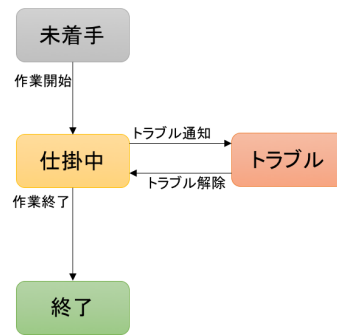 未着手
作業開始
トラブル通知
仕掛中
トラブル
トラブル解除
作業終了
終了